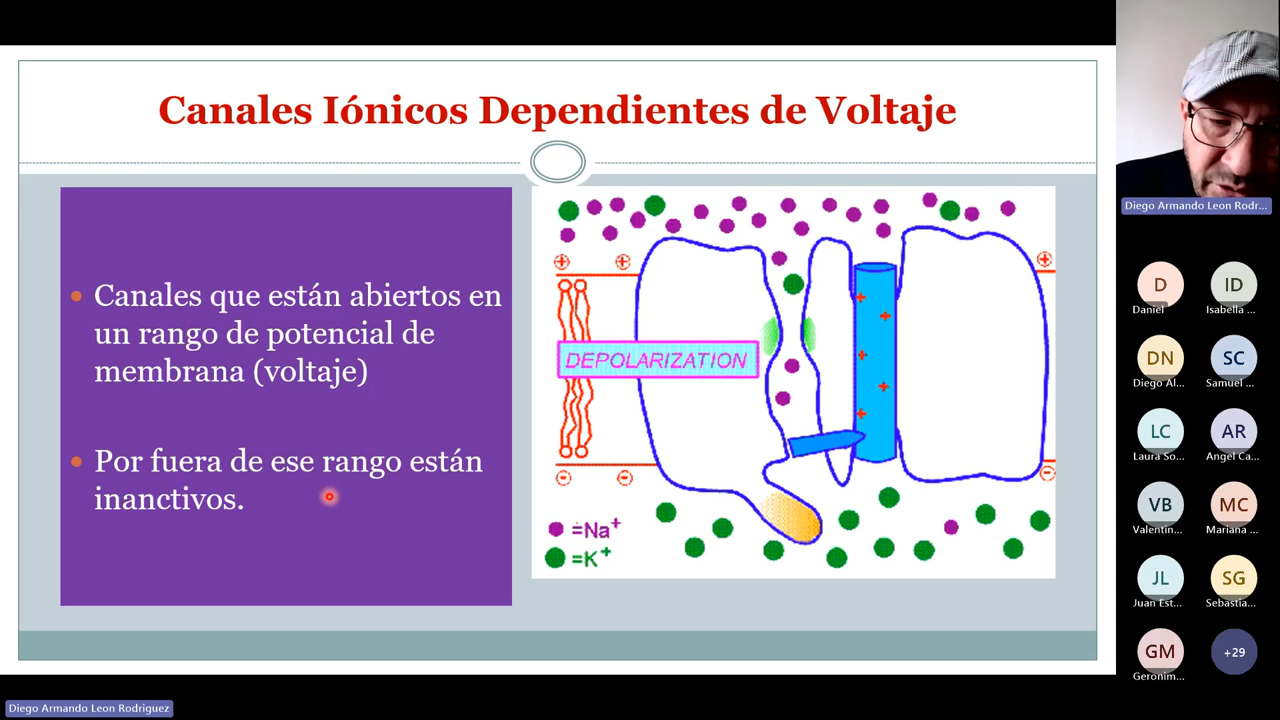 Canales Iónicos Dependientes de Voltaje
Canales que están abiertos en
un rango de potencial de
membrana (voltaje)
Por fuera de ese rango están
inanctivos.
DEPOLARIZATION
=Na+
=K+
Diego Armando Leon Rodr...
D
Daniel
ID
Isabella ...
DN
Diego Al...
SC
Samuel ...
LC
Laura So...
AR
Angel Ca...
VB
Valentin...
MC
Mariana ...
JL
Juan Est...
SG
Sebastia...
GM
Geronim...
+29
Diego Armando Leon Rodriguez